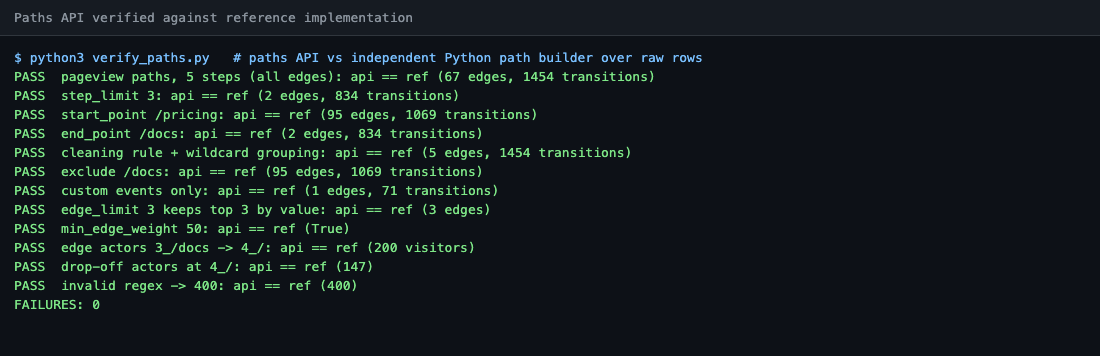 Paths API verified against reference implementation
$ python3 verify_paths.py   # paths API vs independent Python path builder over raw rows
PASS  pageview paths, 5 steps (all edges): api == ref (67 edges, 1454 transitions)
PASS  step_limit 3: api == ref (2 edges, 834 transitions)
PASS  start_point /pricing: api == ref (95 edges, 1069 transitions)
PASS  end_point /docs: api == ref (2 edges, 834 transitions)
PASS  cleaning rule + wildcard grouping: api == ref (5 edges, 1454 transitions)
PASS  exclude /docs: api == ref (95 edges, 1069 transitions)
PASS  custom events only: api == ref (1 edges, 71 transitions)
PASS  edge_limit 3 keeps top 3 by value: api == ref (3 edges)
PASS  min_edge_weight 50: api == ref (True)
PASS  edge actors 3_/docs -> 4_/: api == ref (200 visitors)
PASS  drop-off actors at 4_/: api == ref (147)
PASS  invalid regex -> 400: api == ref (400)
FAILURES: 0